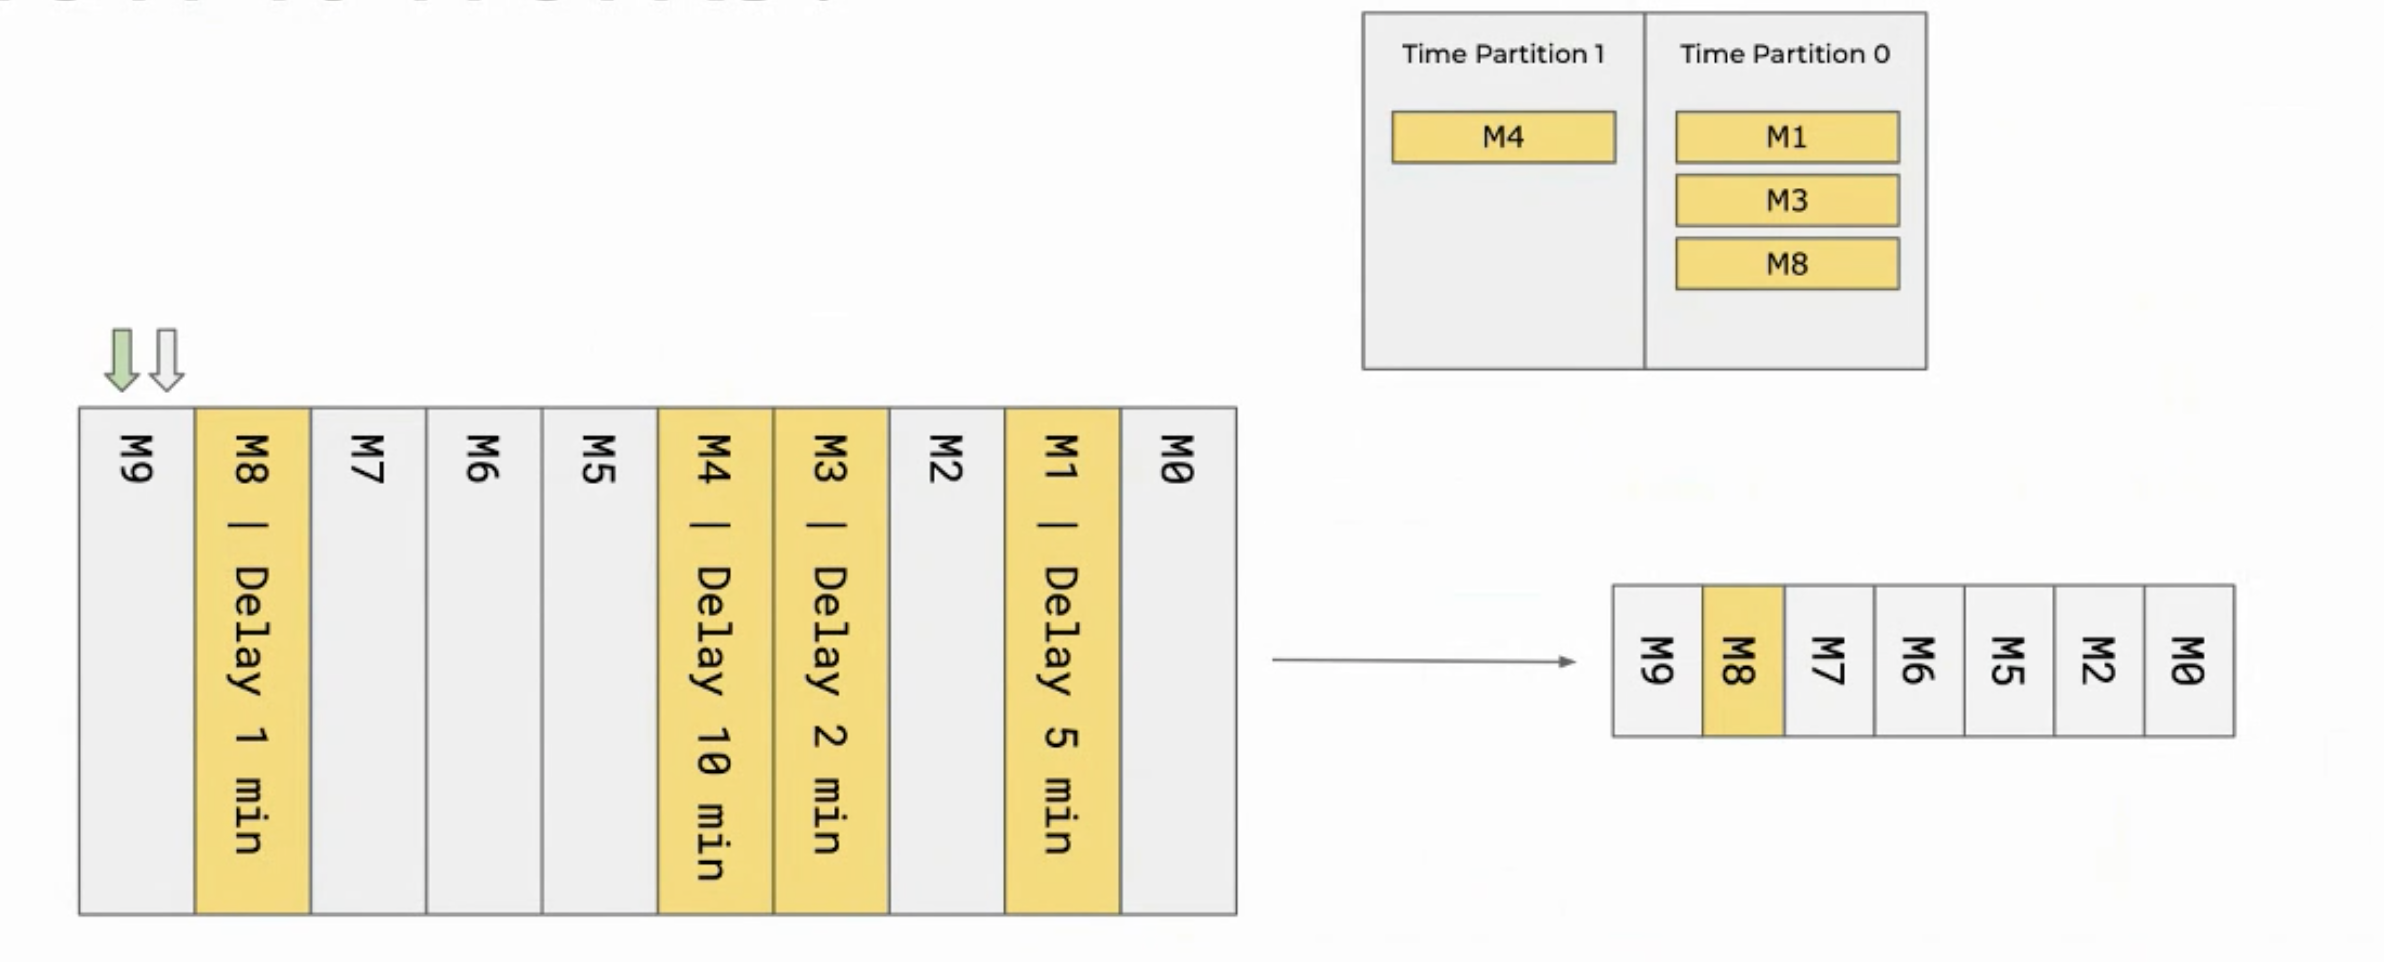 Time Partition 1
Time Partition 0
M4
M1
M3
M8
M9
M8 | Delay 1 min
M7
M6
M5
M4 | Delay 10 min
M3 | Delay 2 min
M2
M1 | Delay 5 min
M0
M9
M8
M7
M6
M5
M2
M0